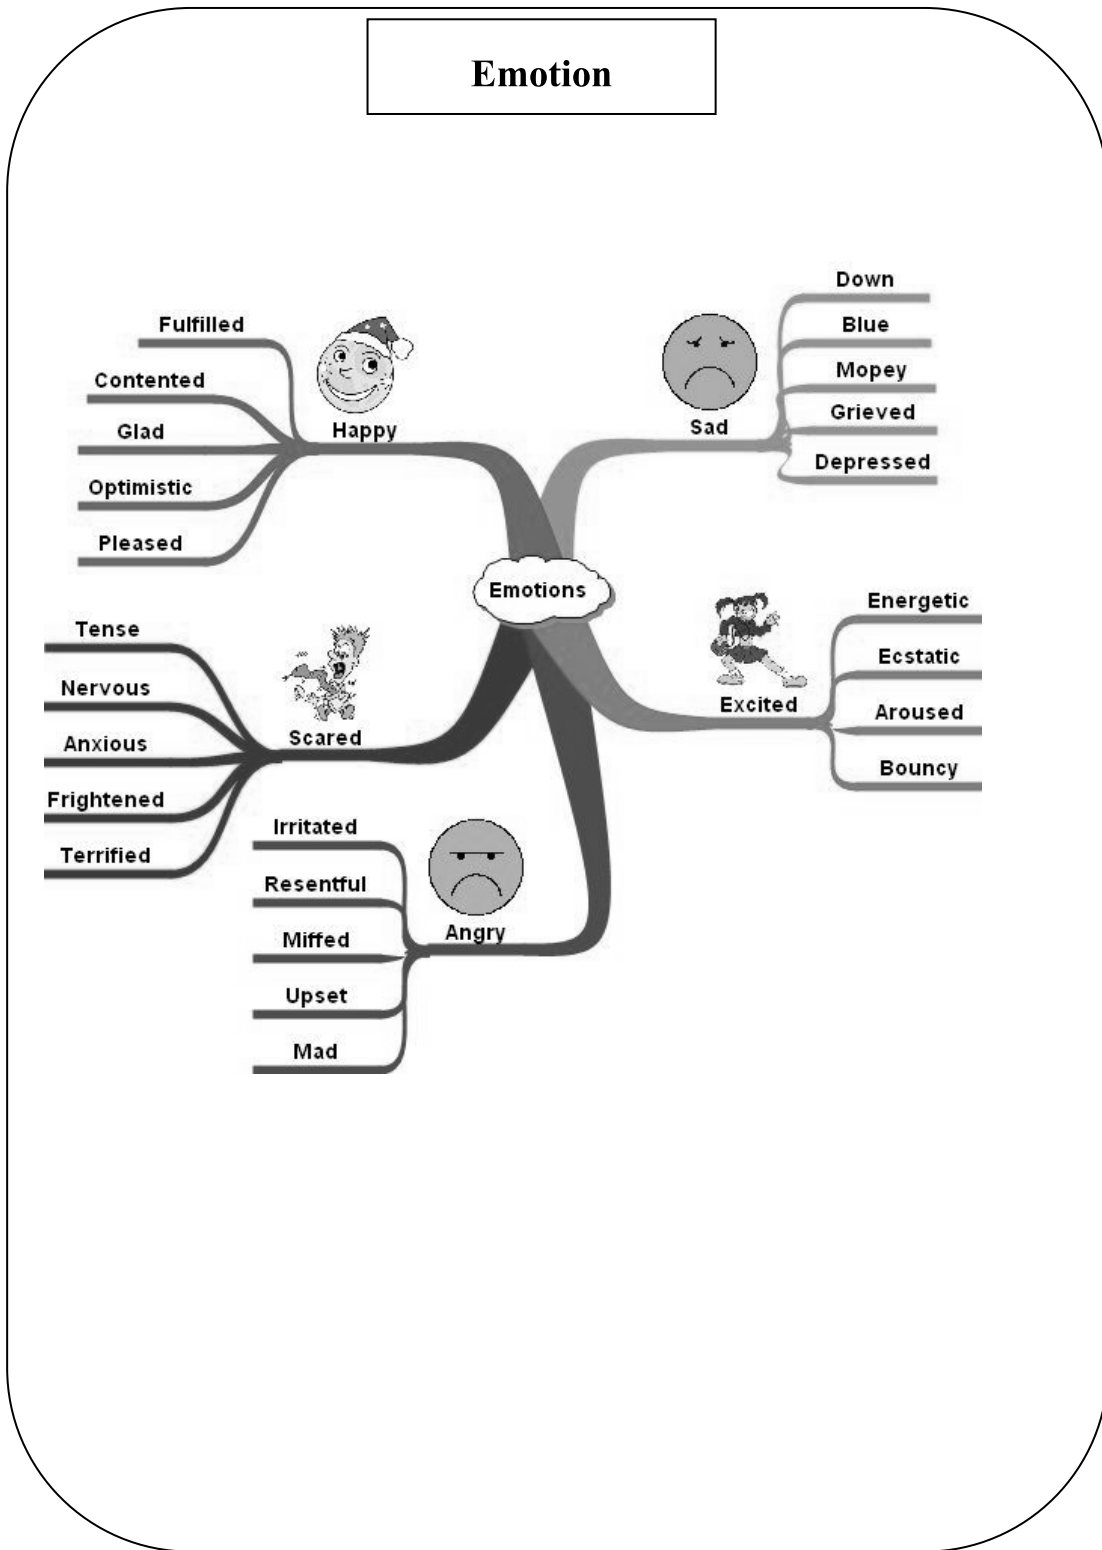 Emotion
Happy
Fulfilled
Contented
Glad
Optimistic
Pleased
Sad
Down
Blue
Mopey
Grieved
Depressed
Emotions
Scared
Tense
Nervous
Anxious
Frightened
Terrified
Excited
Energetic
Ecstatic
Aroused
Bouncy
Angry
Irritated
Resentful
Miffed
Upset
Mad